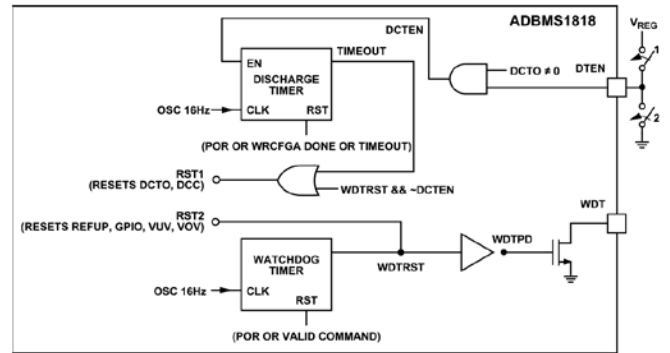 ADBMS1818
VREG
1
DCTEN
TIMEOUT
EN
DCTO ≠ 0
DTEN
DISCHARGE
TIMER
OSC 16Hz
CLK
RST
2
(POR OR WRCFGA DONE OR TIMEOUT)
RST1
(RESETS DCTO, DCC)
WDTRST && ~DCTEN
RST2
(RESETS REFUP, GPIO, VUV, VOV)
WDT
WATCHDOG
TIMER
WDTRST
WDTPD
OSC 16Hz
CLK
RST
(POR OR VALID COMMAND)